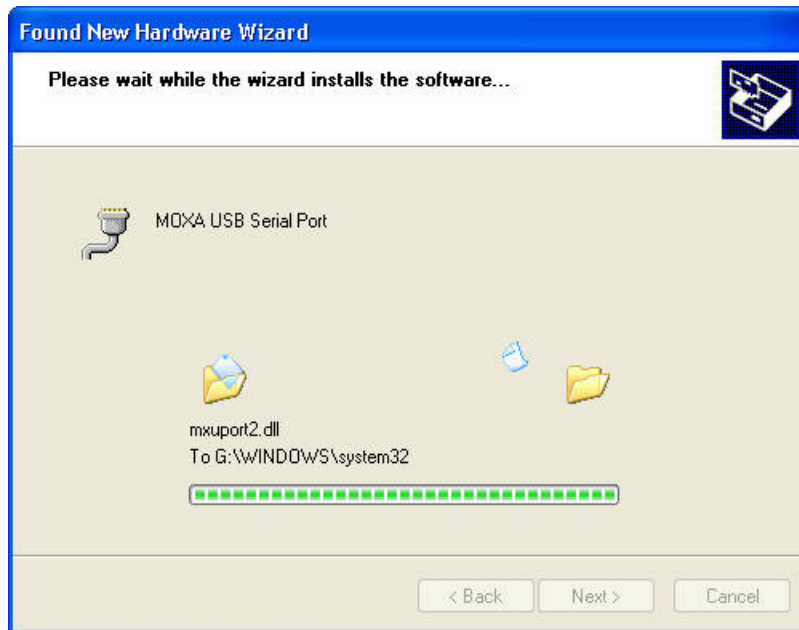 Found New Hardware Wizard
Please wait while the wizard installs the software...
MOXA USB Serial Port
mxuport2.dll
To G:\WINDOWS\system32
< Back
Next >
Cancel